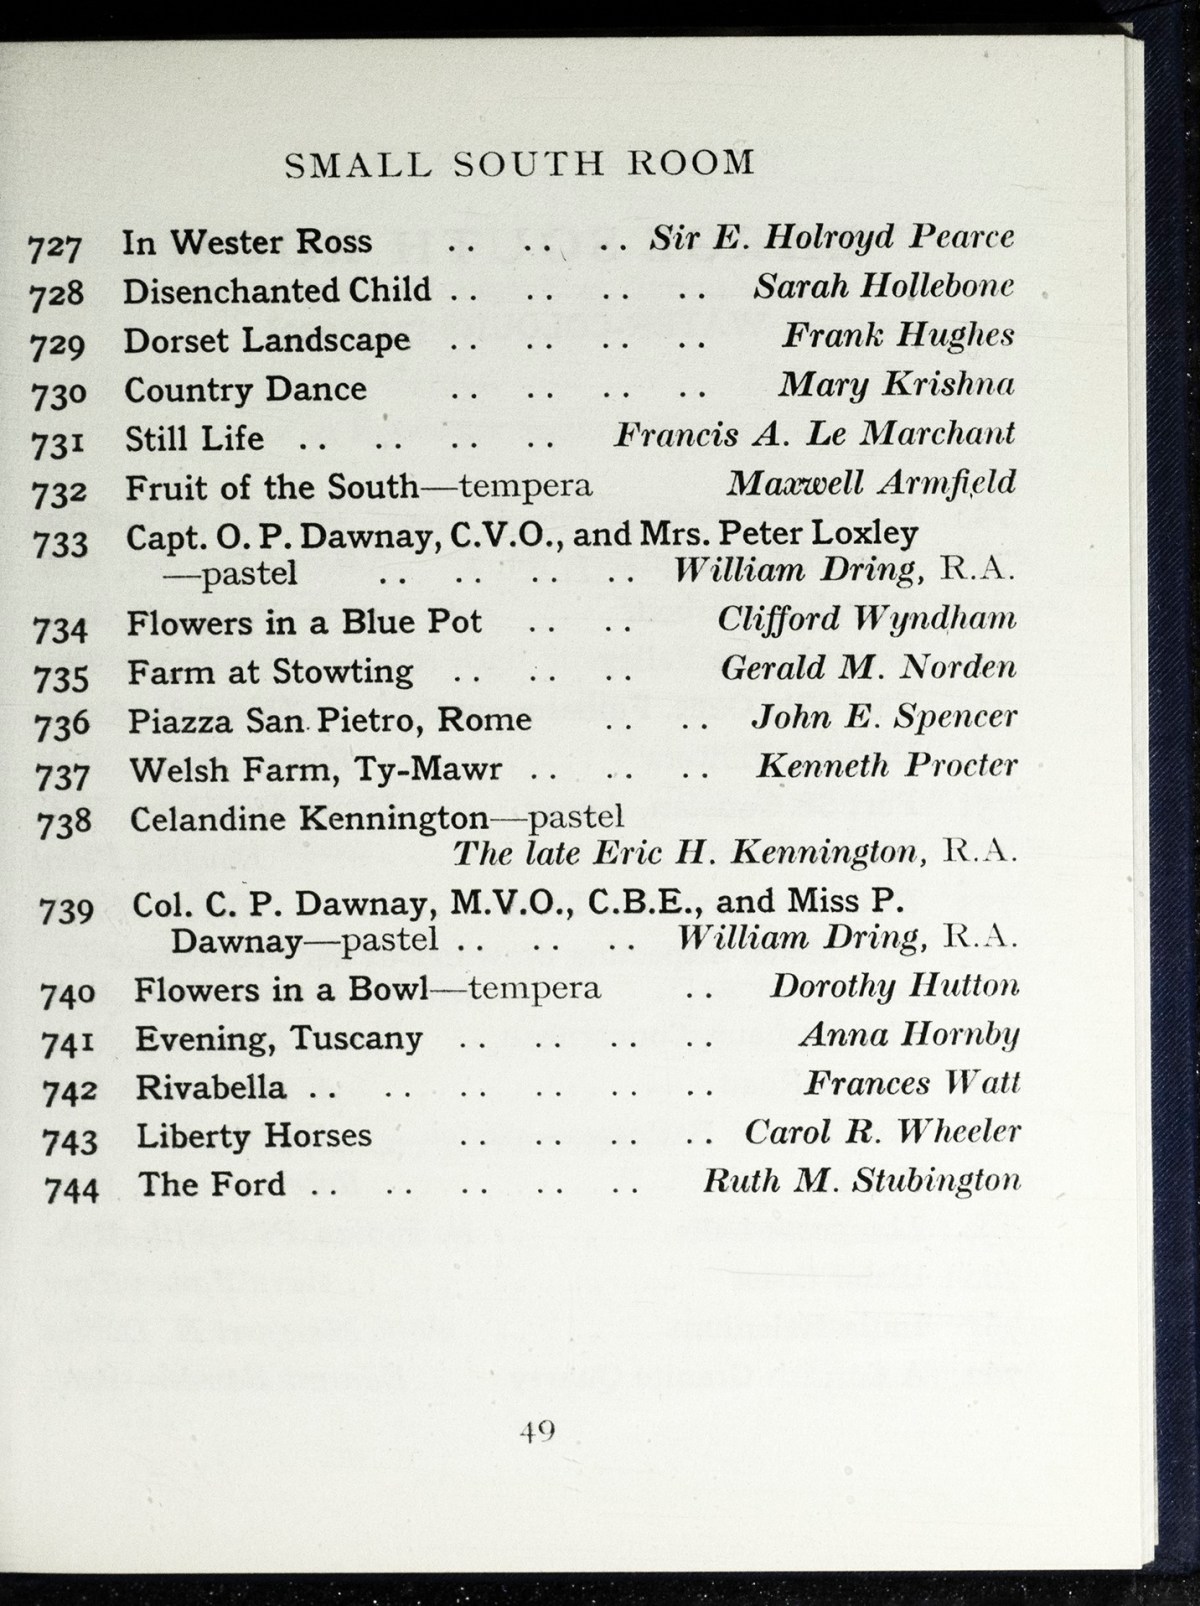 SMALL SOUTH ROOM
727 In Wester Ross .. .. .. Sir E. Holroyd Pearce
728 Disenchanted Child .. .. .. .. Sarah Hollebone
729 Dorset Landscape .. .. .. .. Frank Hughes
730 Country Dance .. .. .. .. Mary Krishna
731 Still Life .. .. .. .. Francis A. Le Marchant
732 Fruit of the South—tempera Maxwell Armfield
733 Capt. O. P. Dawnay, C.V.O., and Mrs. Peter Loxley
—pastel .. .. .. .. William Dring, R.A.
734 Flowers in a Blue Pot .. .. Clifford Wyndham
735 Farm at Stowting .. .. .. Gerald M. Norden
736 Piazza San Pietro, Rome .. .. John E. Spencer
737 Welsh Farm, Ty-Mawr .. .. .. Kenneth Procter
738 Celandine Kennington—pastel
The late Eric H. Kennington, R.A.
739 Col. C. P. Dawnay, M.V.O., C.B.E., and Miss P.
Dawnay—pastel .. .. .. William Dring, R.A.
740 Flowers in a Bowl—tempera .. Dorothy Hutton
741 Evening, Tuscany .. .. .. .. Anna Hornby
742 Rivabella .. .. .. .. .. .. Frances Watt
743 Liberty Horses .. .. .. .. Carol R. Wheeler
744 The Ford .. .. .. .. .. Ruth M. Stubington
49